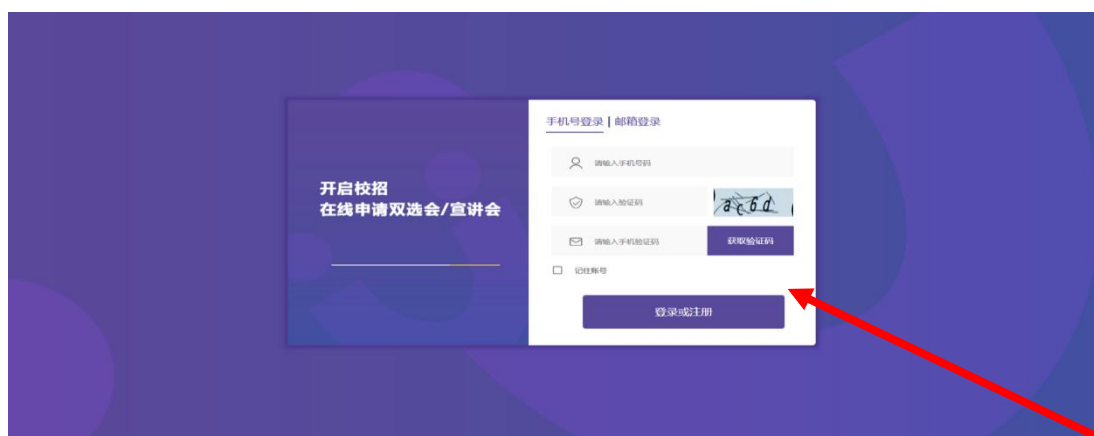 手机号登录 | 邮箱登录
请输入手机号码
开启校招
在线申请双选会/宣讲会
请输入验证码
ac6d
请输入手机验证码
获取验证码
记住账号
登录或注册